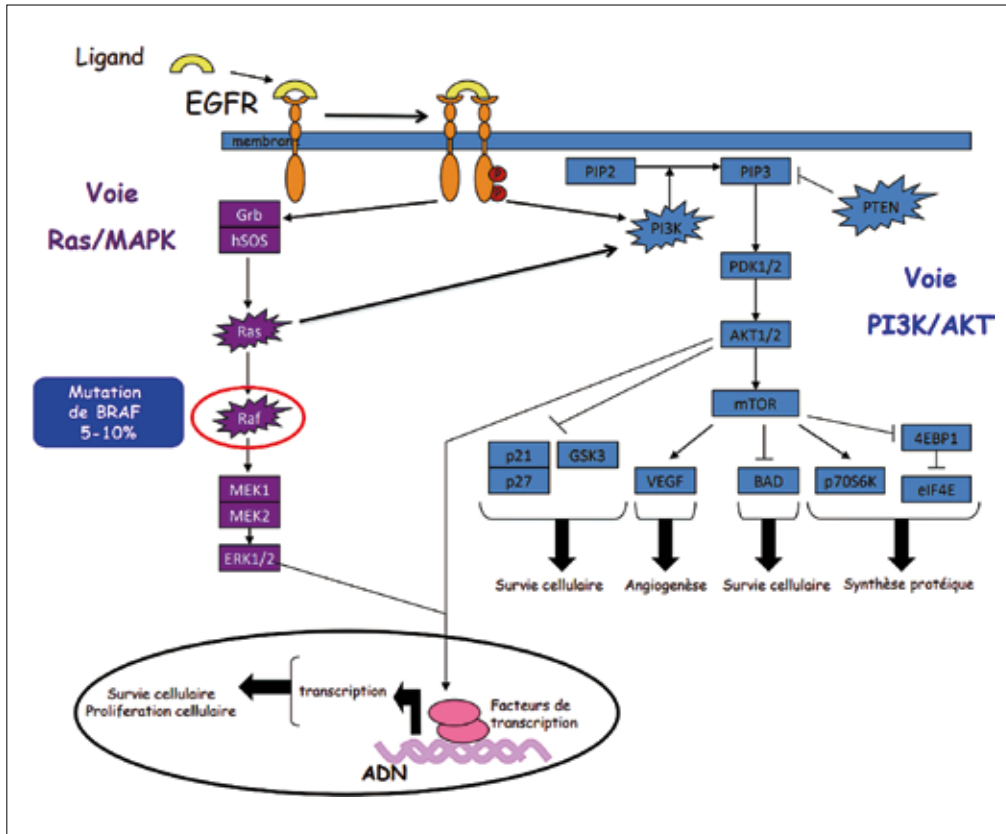 Ligand
EGFR
membrane
Voie
Ras/MAPK
Grb
hSOS
PIP2
PIP3
P
P
PI3K
PTEN
PDK1/2
Voie
PI3K/AKT
Ras
AKT1/2
Mutation
de BRAF
5-10%
Raf
mTOR
p21
p27
GSK3
VEGF
BAD
p70S6K
4EBP1
eIF4E
MEK1
MEK2
ERK1/2
Survie cellulaire
Angiogenèse
Survie cellulaire
Synthèse protéique
Survie cellulaire
Proliferation cellulaire
transcription
Facteurs de
transcription
ADN